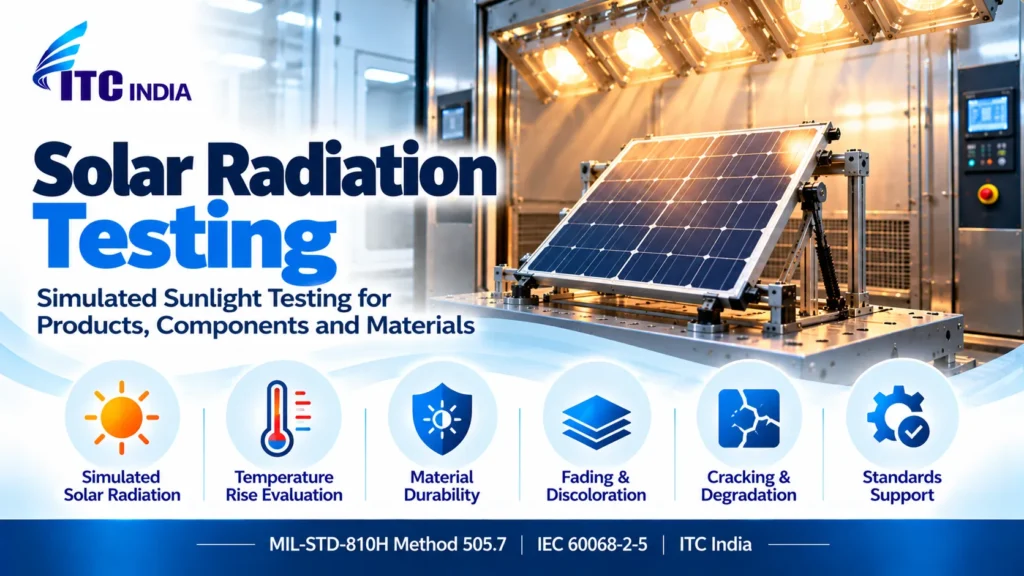 ITC INDIA
Solar Radiation
Testing
Simulated Sunlight Testing for
Products, Components and Materials
Simulated
Solar Radiation
Temperature
Rise Evaluation
Material
Durability
Fading &
Discoloration
Cracking &
Degradation
Standards
Support
MIL-STD-810H Method 505.7 | IEC 60068-2-5 | ITC India